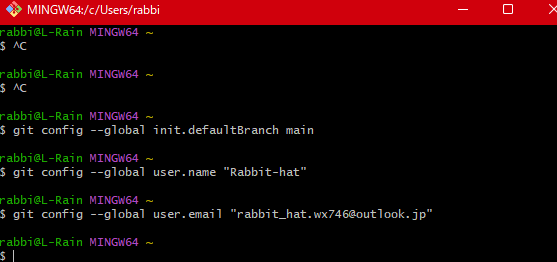 MINGW64:/c/Users/rabbi
rabbi@L-Rain MINGW64 ~
$ ^C
rabbi@L-Rain MINGW64 ~
$ ^C
rabbi@L-Rain MINGW64 ~
$ git config --global init.defaultBranch main
rabbi@L-Rain MINGW64 ~
$ git config --global user.name "Rabbit-hat"
rabbi@L-Rain MINGW64 ~
$ git config --global user.email "rabbit_hat.wx746@outlook.jp"
rabbi@L-Rain MINGW64 ~
$